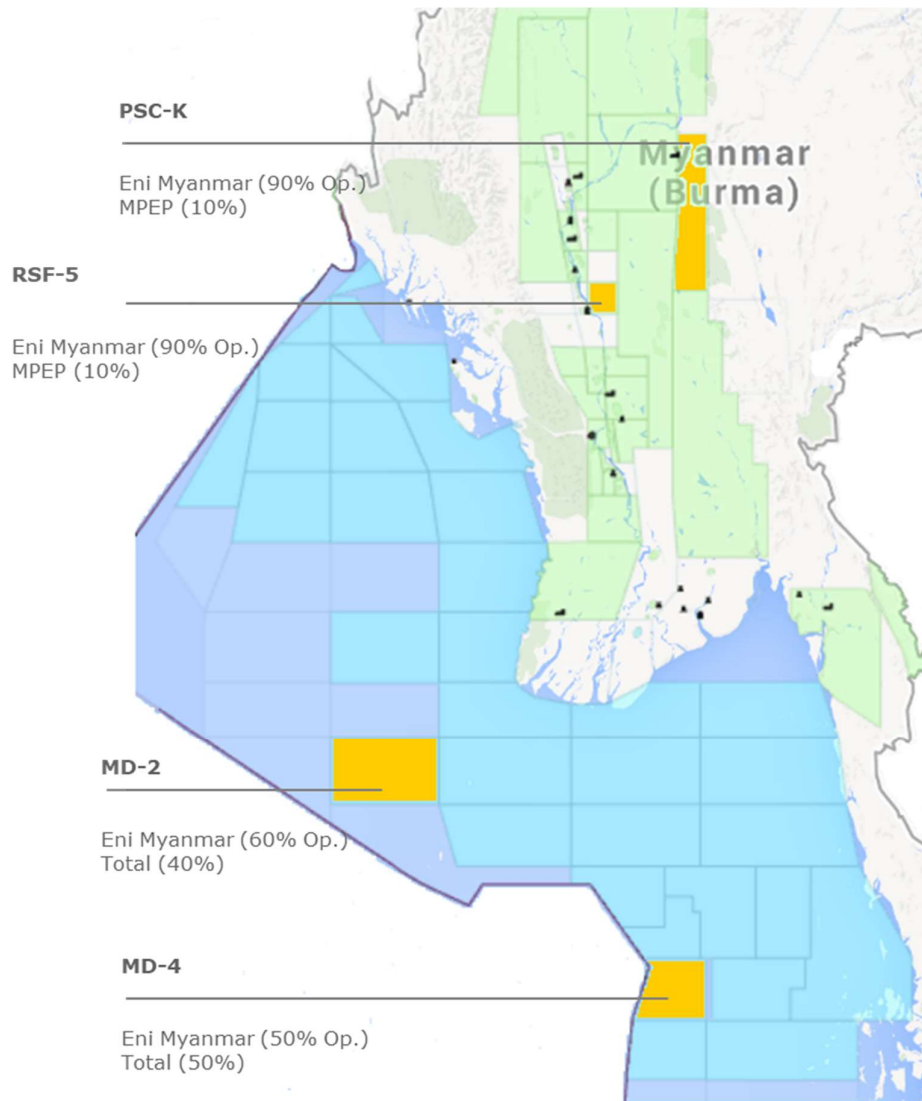 PSC-K
Myanmar
(Burma)
Eni Myanmar (90% Op.)
MPEP (10%)
RSF-5
Eni Myanmar (90% Op.)
MPEP (10%)
MD-2
Eni Myanmar (60% Op.)
Total (40%)
MD-4
Eni Myanmar (50% Op.)
Total (50%)